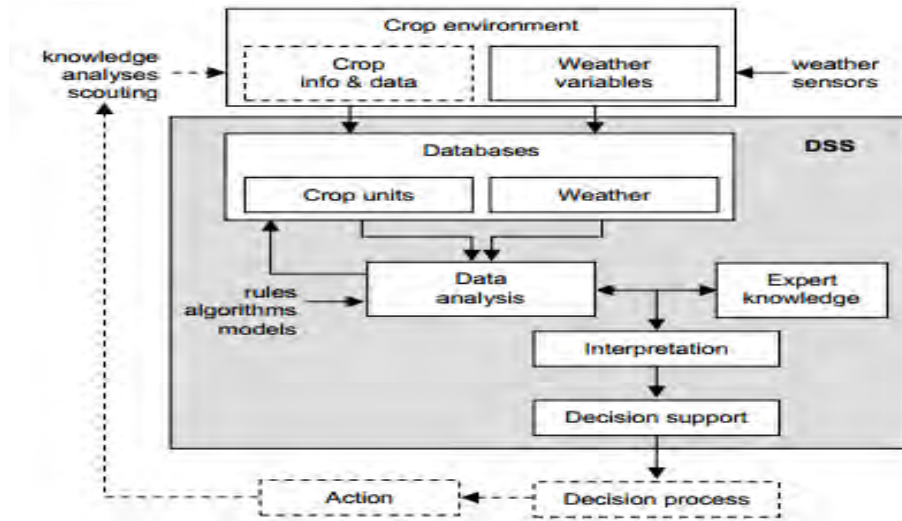 Crop environment
knowledge
analyses
scouting
Crop
info & data
Weather
variables
weather
sensors
DSS
Databases
Crop units
Weather
Data
analysis
Expert
knowledge
rules
algorithms
models
Interpretation
Decision support
Action
Decision process